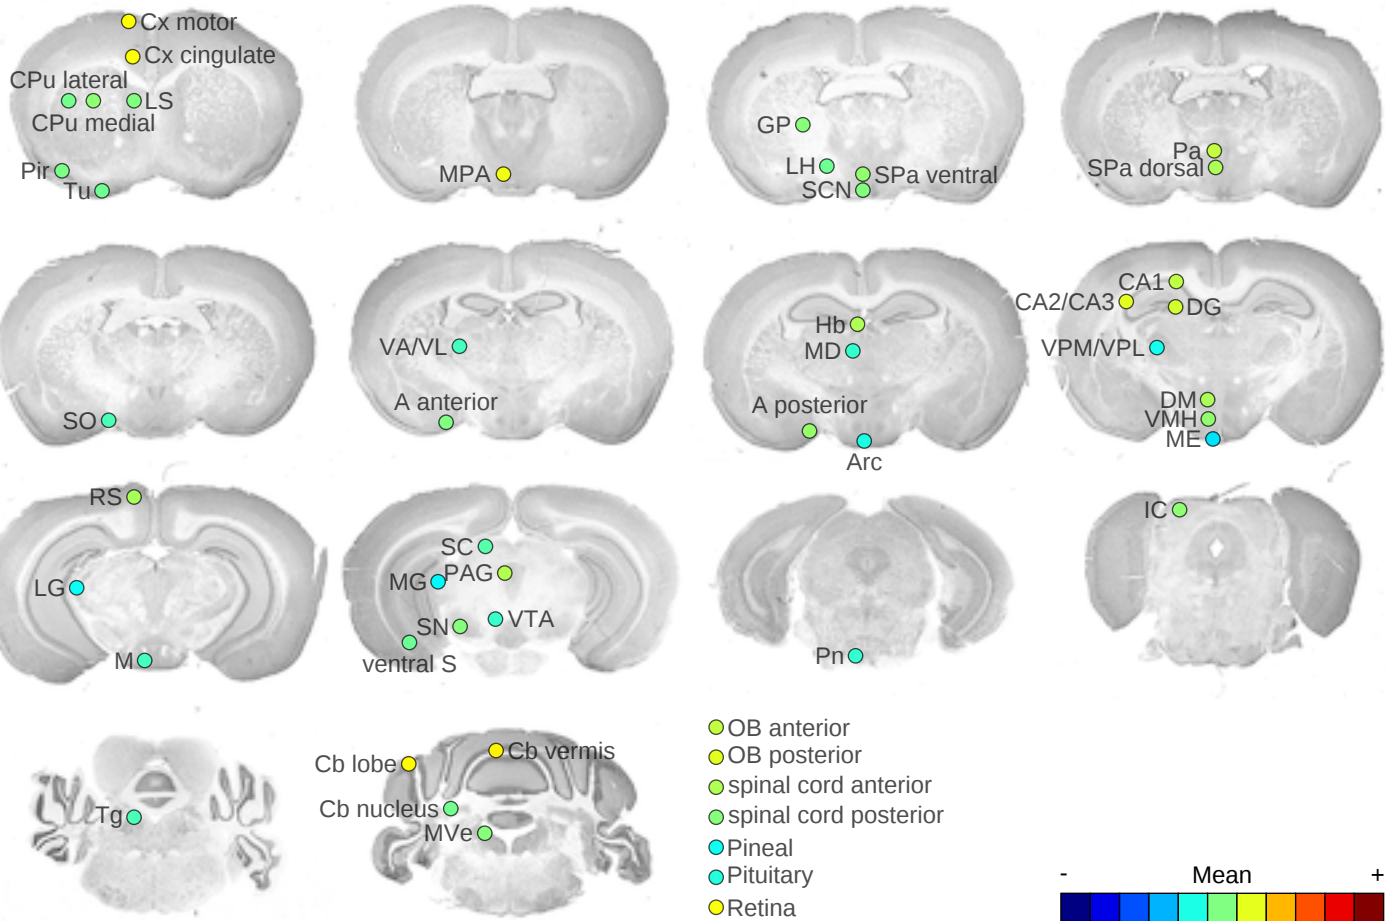 Cx motor
Cx cingulate
CPu lateral
LS
CPu medial
Pir
Tu
MPA
GP
LH
SPa ventral
SCN
Pa
SPa dorsal
SO
VA/VL
A anterior
Hb
MD
A posterior
Arc
CA1
CA2/CA3
DG
VPM/VPL
DM
VMH
ME
RS
LG
M
SC
MG
PAG
SN
VTA
ventral S
Pn
IC
Tg
Cb lobe
Cb vermis
Cb nucleus
MVe
OB anterior
OB posterior
spinal cord anterior
spinal cord posterior
Pineal
Pituitary
Retina
- Mean +